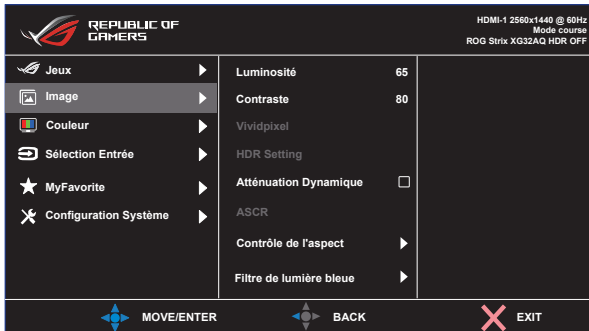 REPUBLIC OF
GAMERS
HDMI-1 2560x1440 @ 60Hz
Mode course
ROG Strix XG32AQ HDR OFF
Jeux
Image
Couleur
Sélection Entrée
MyFavorite
Configuration Système
Luminosité 65
Contraste 80
Vividpixel
HDR Setting
Atténuation Dynamique
ASCR
Contrôle de l'aspect
Filtre de lumière bleue
MOVE/ENTER
BACK
EXIT